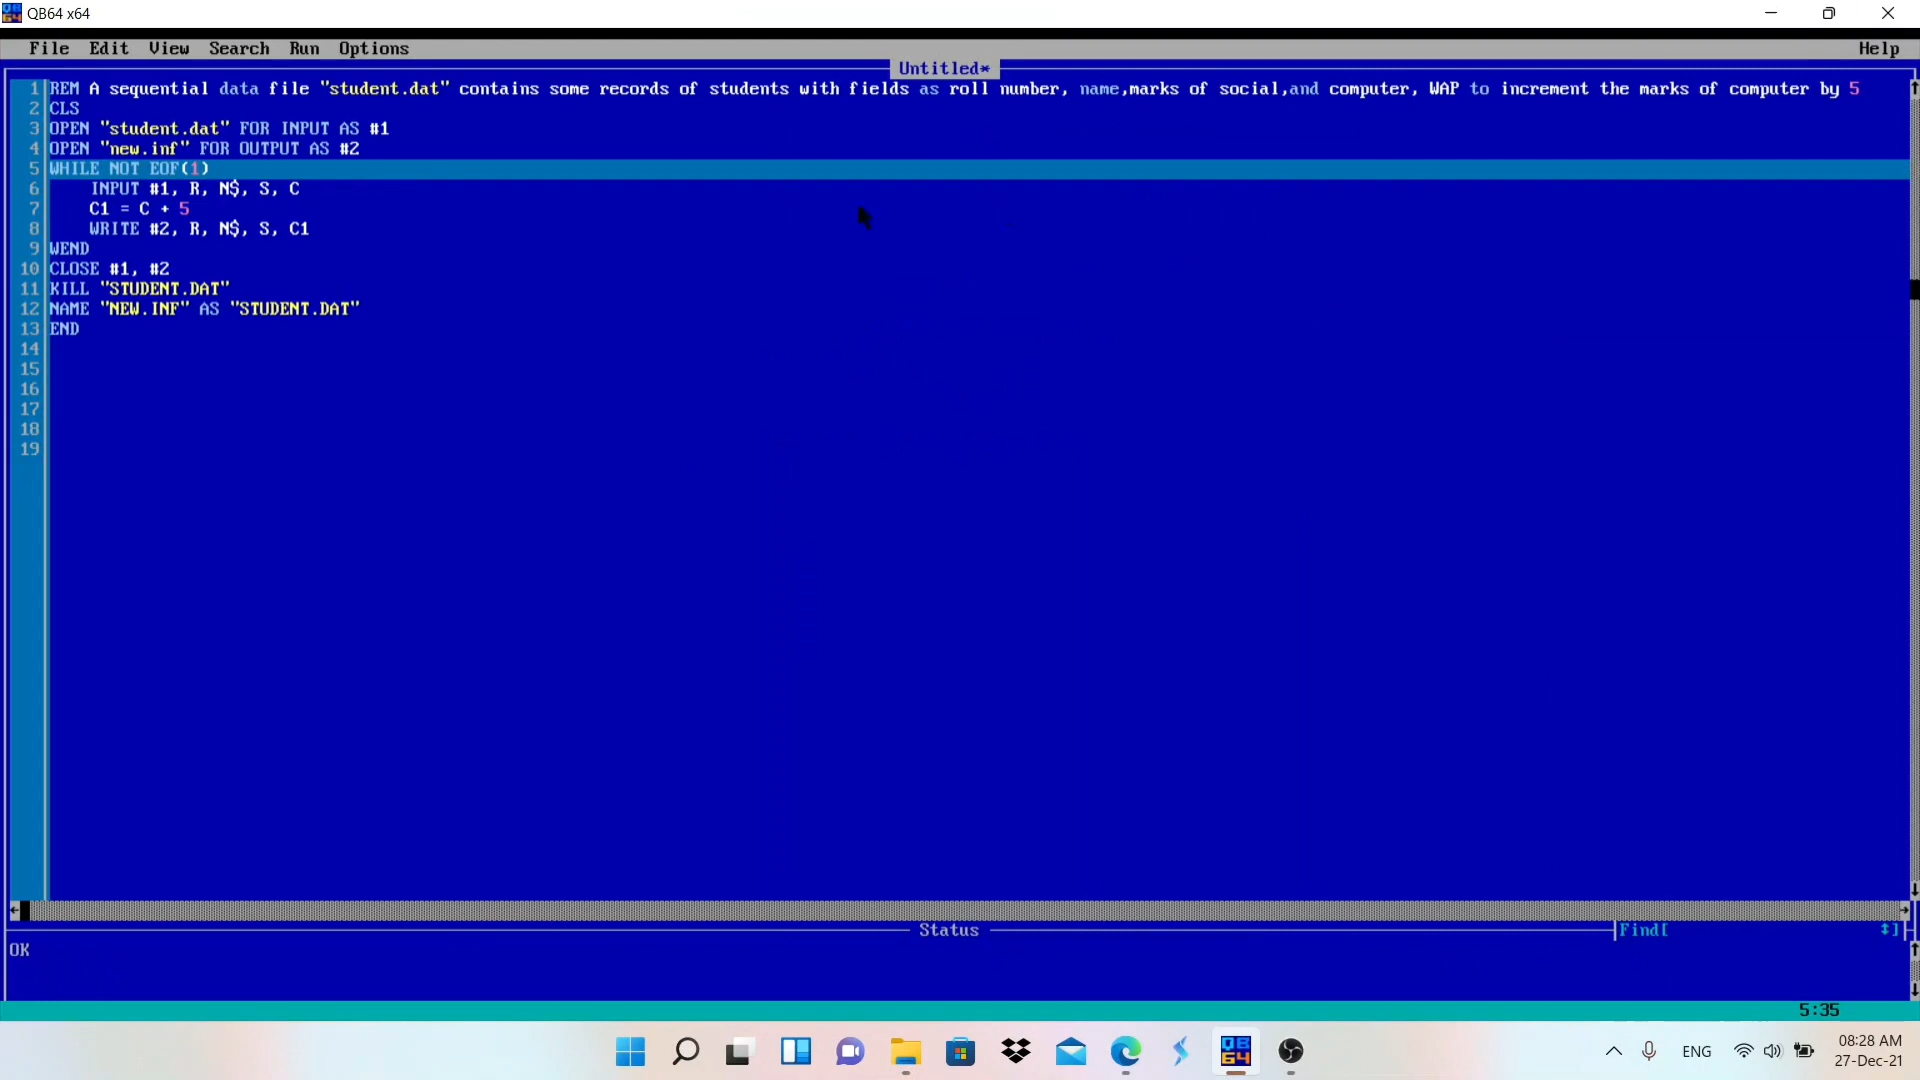 QB64 x64
File Edit View Search Run Options Help
Untitled*
1 REM A sequential data file "student.dat" contains some records of students with fields as roll number, name,marks of social,and computer, WAP to increment the marks of computer by 5
2 CLS
3 OPEN "student.dat" FOR INPUT AS #1
4 OPEN "new.inf" FOR OUTPUT AS #2
5 WHILE NOT EOF(1)
6 INPUT #1, R, N$, S, C
7 C1 = C + 5
8 WRITE #2, R, N$, S, C1
9 WEND
10 CLOSE #1, #2
11 KILL "STUDENT.DAT"
12 NAME "NEW.INF" AS "STUDENT.DAT"
13 END
14
15
16
17
18
19
Status Find[ ]
OK
5:35
QB64
ENG 08:28 AM
27-Dec-21